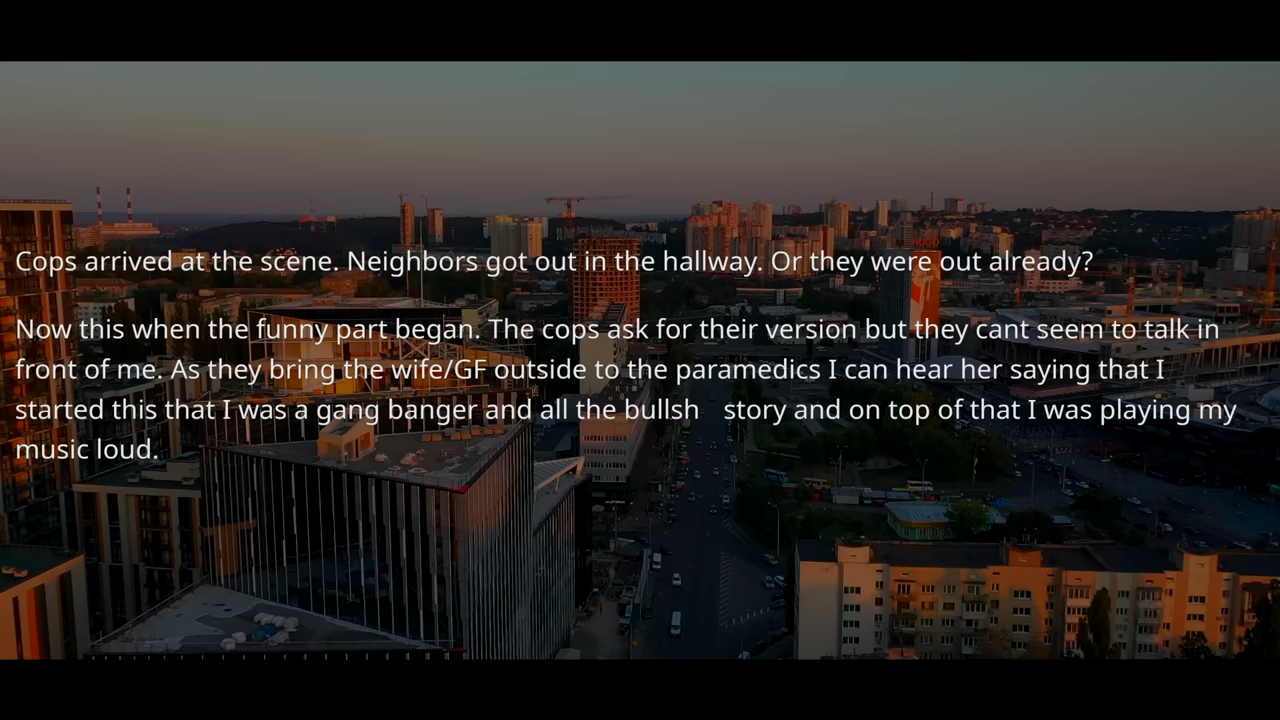 Cops arrived at the scene. Neighbors got out in the hallway. Or they were out already?
Now this when the funny part began. The cops ask for their version but they cant seem to talk in
front of me. As they bring the wife/GF outside to the paramedics I can hear her saying that I
started this that I was a gang banger and all the bullsh story and on top of that I was playing my
music loud.